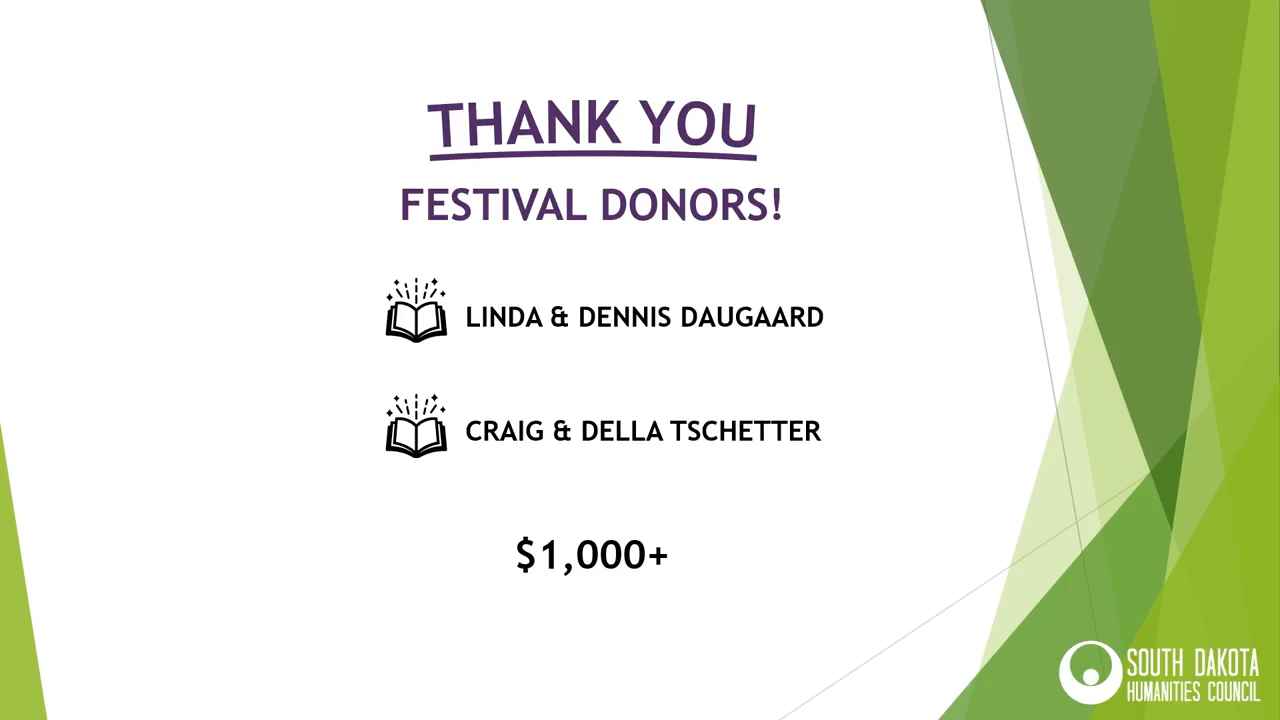 THANK YOU
FESTIVAL DONORS!
LINDA & DENNIS DAUGAARD
CRAIG & DELLA TSCHETTER
$1,000+
SOUTH DAKOTA
HUMANITIES COUNCIL